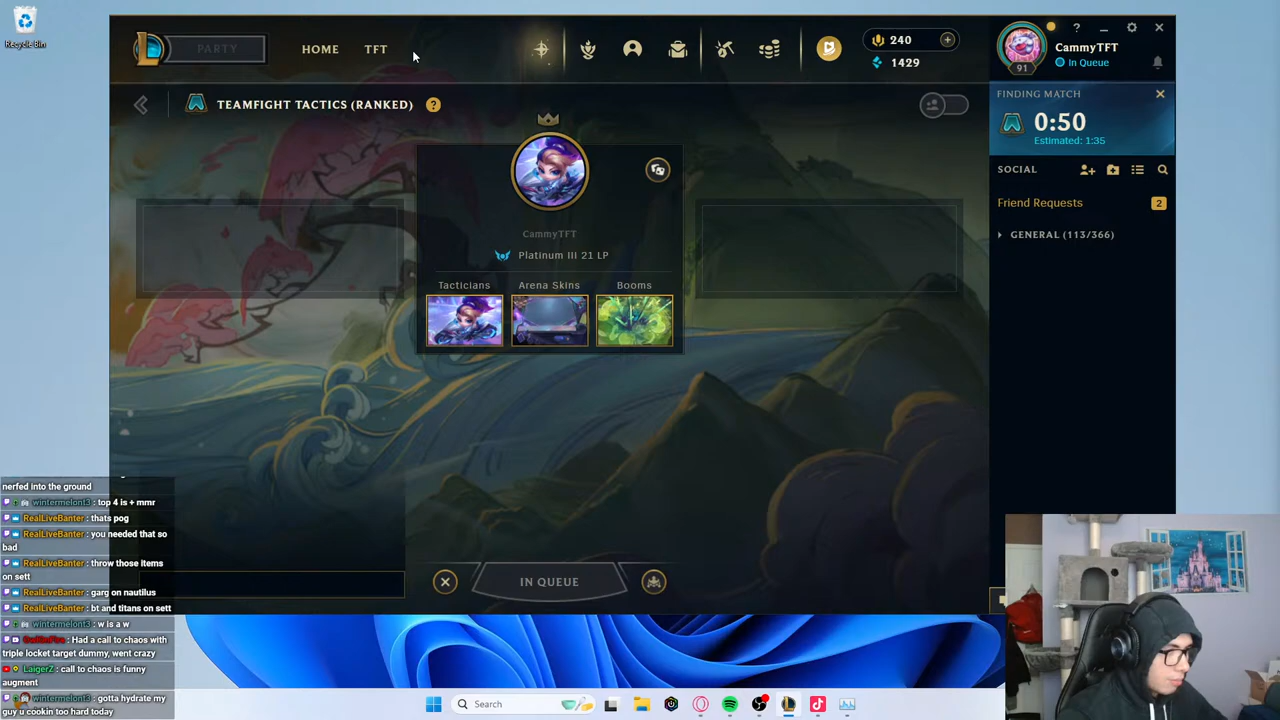 Recycle Bin
PARTY
HOME
TFT
240
1429
91
CammyTFT
In Queue
TEAMFIGHT TACTICS (RANKED)
FINDING MATCH
0:50
Estimated: 1:35
SOCIAL
Friend Requests
2
GENERAL (113/366)
CammyTFT
Platinum III 21 LP
Tacticians
Arena Skins
Booms
IN QUEUE
nerfed into the ground
wintermelont3 : top 4 is + mmr
RealLiveBanter : thats pog
RealLiveBanter : you needed that so
bad
RealLiveBanter : throw those items
on sett
RealLiveBanter : garg on nautilus
RealLiveBanter : bt and titans on sett
wintermelont3 : w is a w
: Had a call to chaos with
triple locket target dummy, went crazy
LaigerZ : call to chaos is funny
augment
wintermelont3 : gotta hydrate my
guy u cookin too hard today
Search